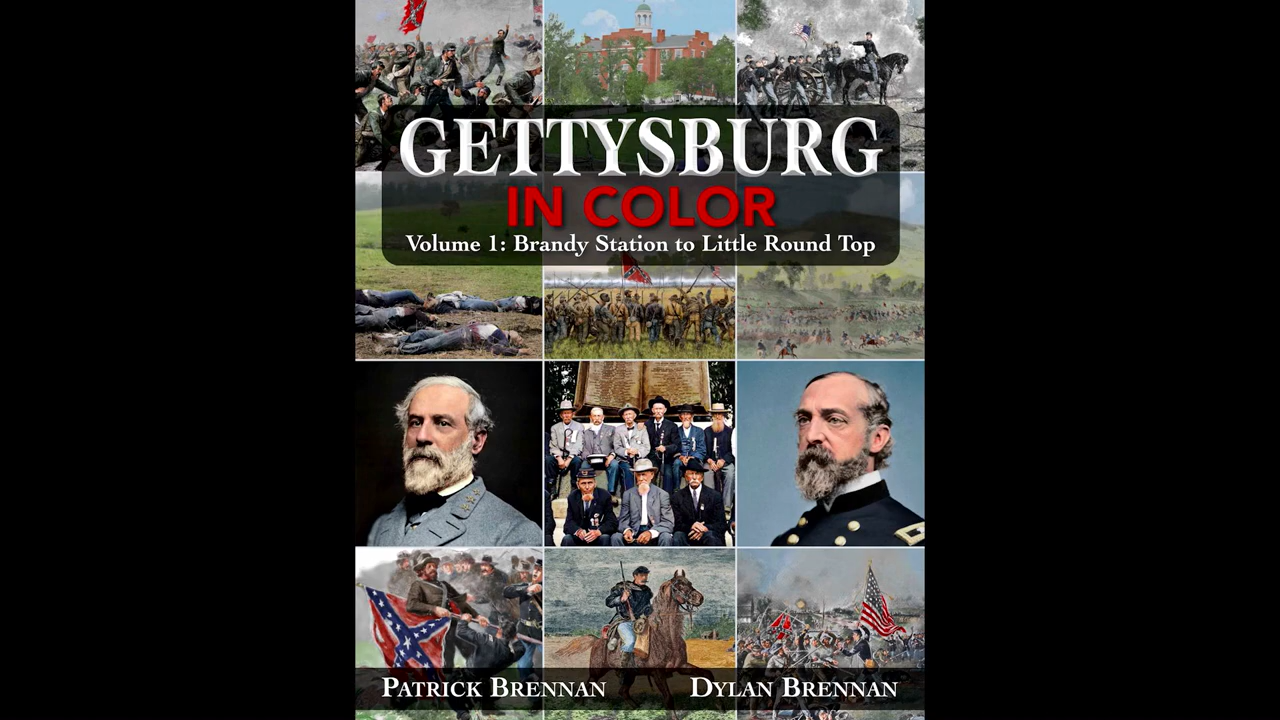 GETTYSBURG
IN COLOR
Volume 1: Brandy Station to Little Round Top
PATRICK BRENNAN
DYLAN BRENNAN